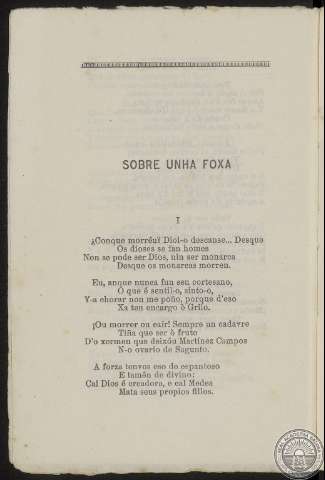 SOBRE UNHA FOXA
I
¿Conque morréu? Diol-o descanse... Desque
Os dioses se fan homes
Non se pode ser Dios, nin ser monarca
Desque os monarcas morren.
Eu, anque nunca fun seu cortesano,
O que é sentil-o, sinto-o,
Y-a chorar non me poño, porque d'eso
Xa ten encargo ô Grilo.
¡Ou morrer ou caír! Sempre un cadavre
Tiña que ser ô fruto
D'o xermen que deixóu Martínez Campos
N-o ovario de Sagunto.
A forza tenvos eso do espantoso
E tamén de divino:
Cal Dios é creadora, e cal Medea
Mata seus propios fillos.